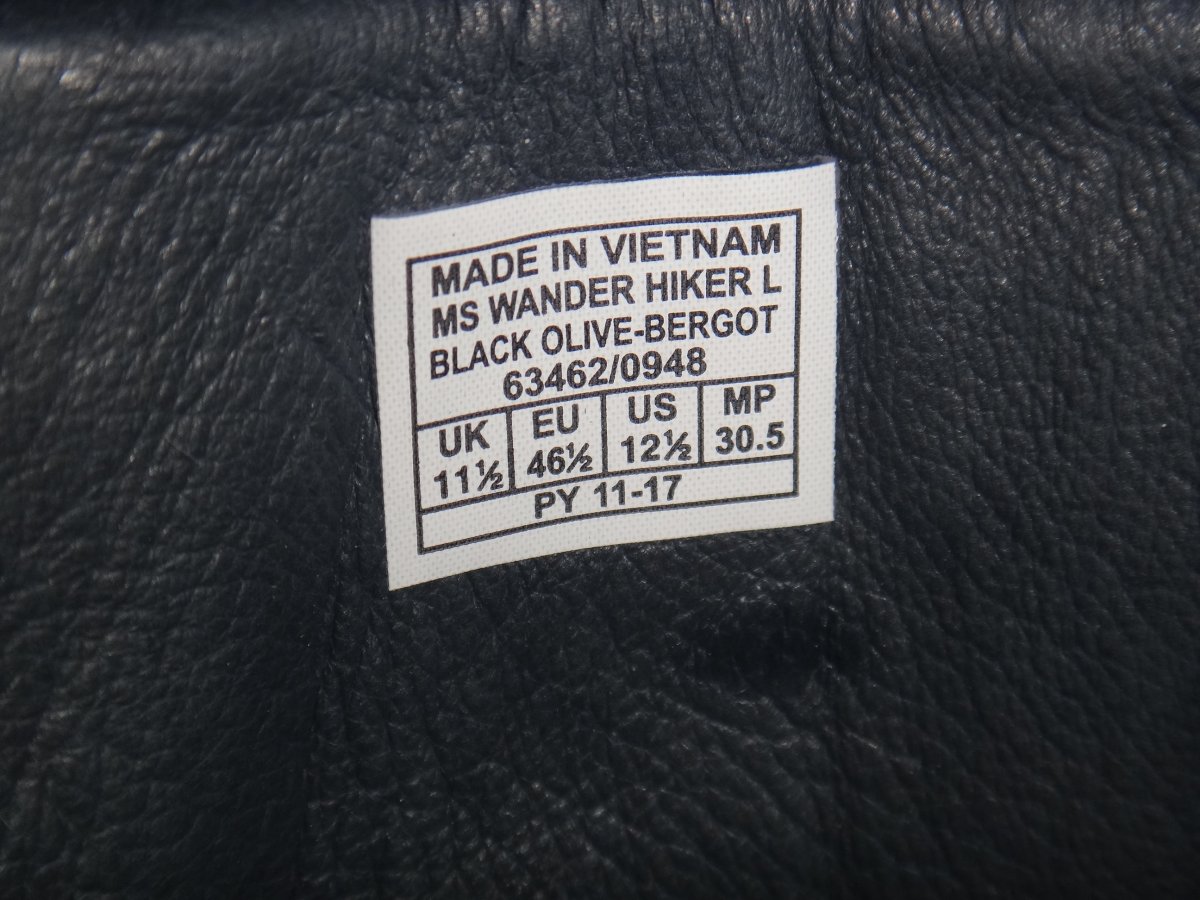 MADE IN VIETNAM
MS WANDER HIKER L
BLACK OLIVE-BERGOT
63462/0948
UK EU US MP
11½ 46½ 12½ 30.5
PY 11-17